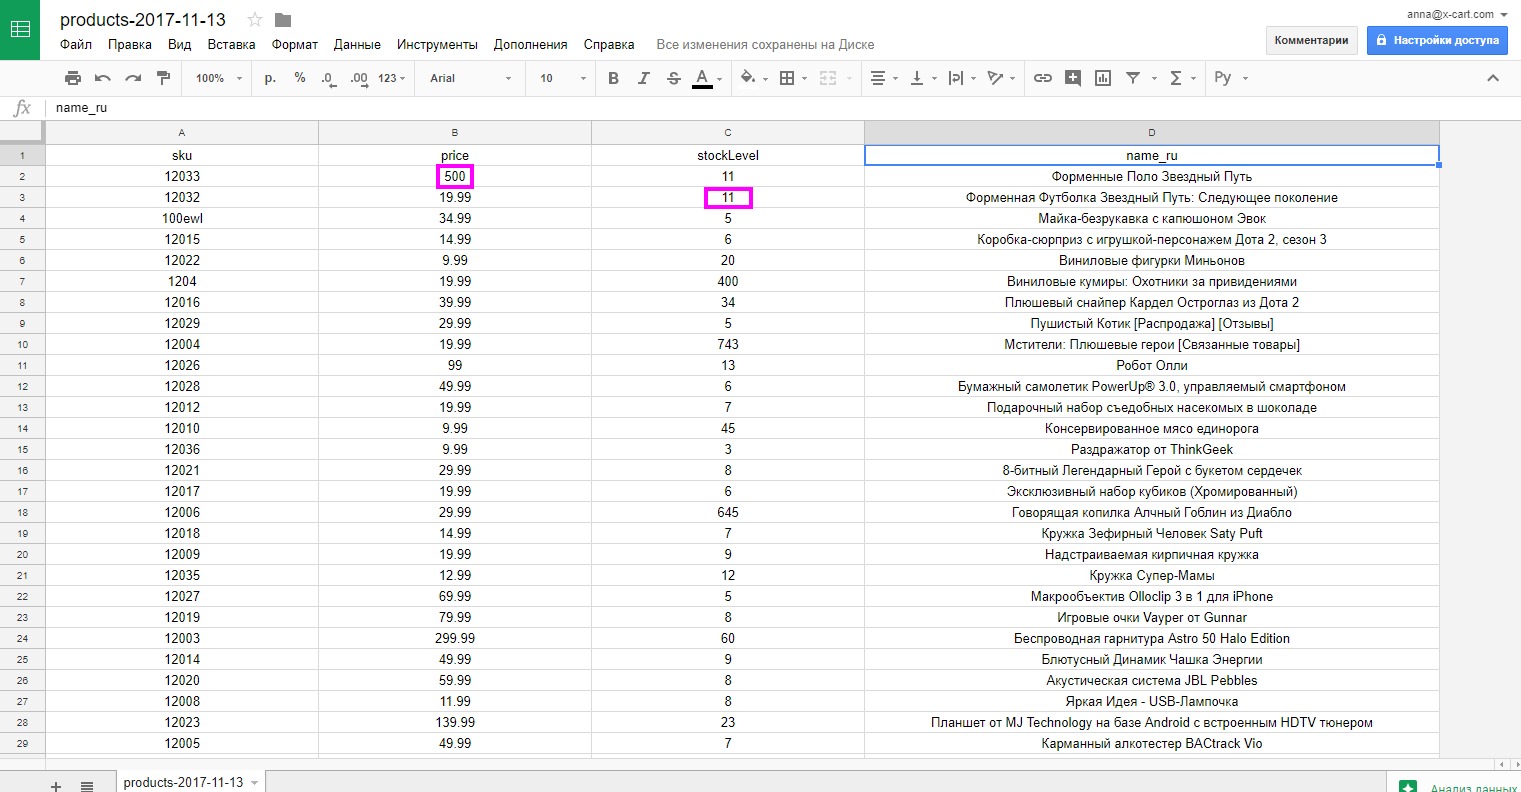 products-2017-11-13
anna@x-cart.com
Файл Правка Вид Вставка Формат Данные Инструменты Дополнения Справка Все изменения сохранены на Диске
Комментарии Настройки доступа
100% р. % .0 .00 123 Arial 10 B I S A Σ Ру
fx name_ru
A B C D
1 sku price stockLevel name_ru
2 12033 500 11 Форменные Поло Звездный Путь
3 12032 19.99 11 Форменная Футболка Звездный Путь: Следующее поколение
4 100ewl 34.99 5 Майка-безрукавка с капюшоном Эвок
5 12015 14.99 6 Коробка-сюрприз с игрушкой-персонажем Дота 2, сезон 3
6 12022 9.99 20 Виниловые фигурки Миньонов
7 1204 19.99 400 Виниловые кумиры: Охотники за привидениями
8 12016 39.99 34 Плюшевый снайпер Кардел Остроглаз из Дота 2
9 12029 29.99 5 Пушистый Котик [Распродажа] [Отзывы]
10 12004 19.99 743 Мстители: Плюшевые герои [Связанные товары]
11 12026 99 13 Робот Олли
12 12028 49.99 6 Бумажный самолетик PowerUp® 3.0, управляемый смартфоном
13 12012 19.99 7 Подарочный набор съедобных насекомых в шоколаде
14 12010 9.99 45 Консервированное мясо единорога
15 12036 9.99 3 Раздражатор от ThinkGeek
16 12021 29.99 8 8-битный Легендарный Герой с букетом сердечек
17 12017 19.99 6 Эксклюзивный набор кубиков (Хромированный)
18 12006 29.99 645 Говорящая копилка Алчный Гоблин из Диабло
19 12018 14.99 7 Кружка Зефирный Человек Saty Puft
20 12009 19.99 9 Надстраиваемая кирпичная кружка
21 12035 12.99 12 Кружка Супер-Мамы
22 12027 69.99 5 Макрообъектив Olloclip 3 в 1 для iPhone
23 12019 79.99 8 Игровые очки Vayper от Gunnar
24 12003 299.99 60 Беспроводная гарнитура Astro 50 Halo Edition
25 12014 49.99 9 Блютусный Динамик Чашка Энергии
26 12020 59.99 8 Акустическая система JBL Pebbles
27 12008 11.99 8 Яркая Идея - USB-Лампочка
28 12023 139.99 23 Планшет от MJ Technology на базе Android с встроенным HDTV тюнером
29 12005 49.99 7 Карманный алкотестер BACtrack Vio
products-2017-11-13
Анализ данных